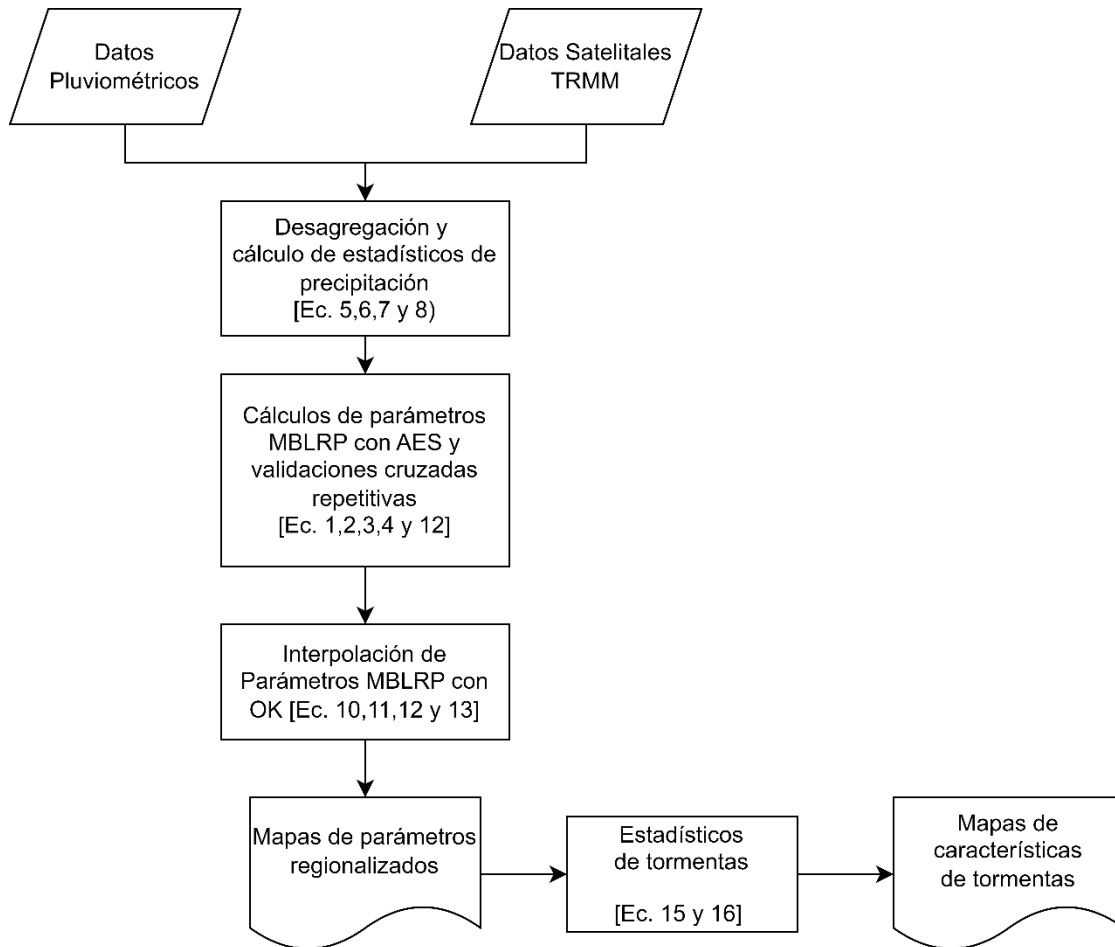 Datos
Pluviométricos
Datos Satelitales
TRMM
Desagregación y
cálculo de estadísticos de
precipitación
[Ec. 5,6,7 y 8)
Cálculos de parámetros
MBLRP con AES y
validaciones cruzadas
repetitivas
[Ec. 1,2,3,4 y 12]
Interpolación de
Parámetros MBLRP con
OK [Ec. 10,11,12 y 13]
Mapas de parámetros
regionalizados
Estadísticos
de tormentas
[Ec. 15 y 16]
Mapas de
características
de tormentas